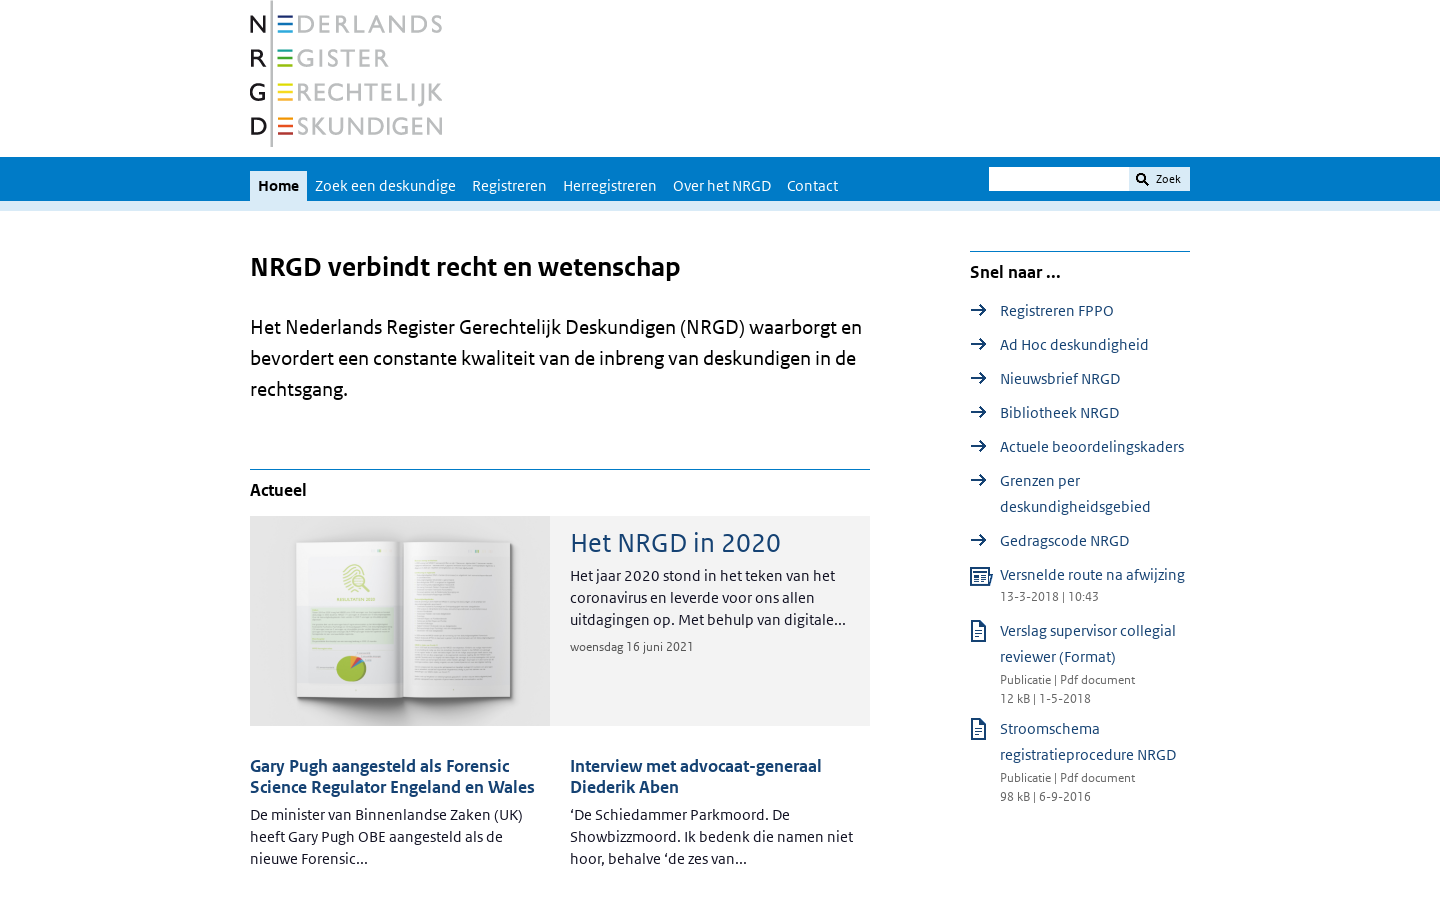 NEDERLANDS
REGISTER
GERECHTELIJK
DESKUNDIGEN
Home Zoek een deskundige Registreren Herregistreren Over het NRGD Contact
Zoek
NRGD verbindt recht en wetenschap
Het Nederlands Register Gerechtelijk Deskundigen (NRGD) waarborgt en
bevordert een constante kwaliteit van de inbreng van deskundigen in de
rechtsgang.
Actueel
Het NRGD in 2020
Het jaar 2020 stond in het teken van het
coronavirus en leverde voor ons allen
uitdagingen op. Met behulp van digitale...
woensdag 16 juni 2021
Gary Pugh aangesteld als Forensic
Science Regulator Engeland en Wales
De minister van Binnenlandse Zaken (UK)
heeft Gary Pugh OBE aangesteld als de
nieuwe Forensic...
Interview met advocaat-generaal
Diederik Aben
‘De Schiedammer Parkmoord. De
Showbizzmoord. Ik bedenk die namen niet
hoor, behalve ‘de zes van...
Snel naar ...
Registreren FPPO
Ad Hoc deskundigheid
Nieuwsbrief NRGD
Bibliotheek NRGD
Actuele beoordelingskaders
Grenzen per
deskundigheidsgebied
Gedragscode NRGD
Versnelde route na afwijzing
13-3-2018 | 10:43
Verslag supervisor collegial
reviewer (Format)
Publicatie | Pdf document
12 kB | 1-5-2018
Stroomschema
registratieprocedure NRGD
Publicatie | Pdf document
98 kB | 6-9-2016